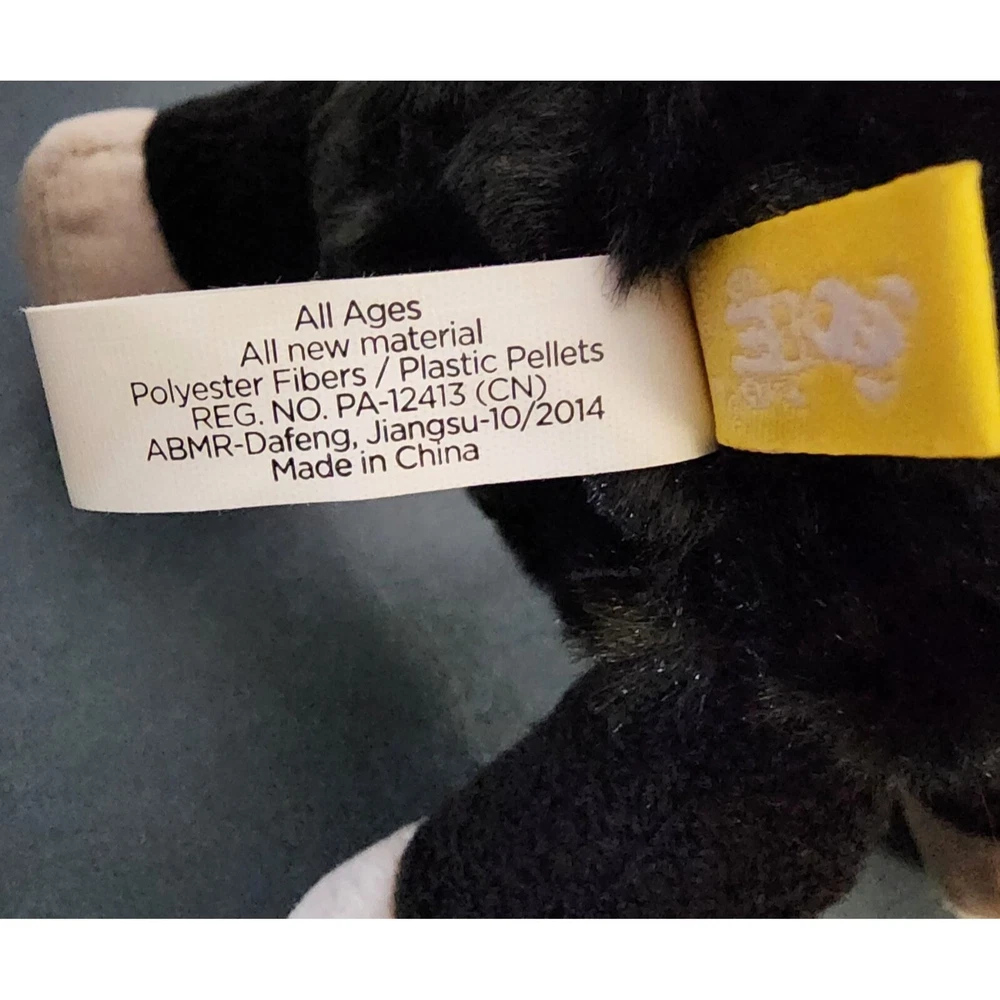 All Ages
All new material
Polyester Fibers / Plastic Pellets
REG. NO. PA-12413 (CN)
ABMR-Dafeng, Jiangsu-10/2014
Made in China